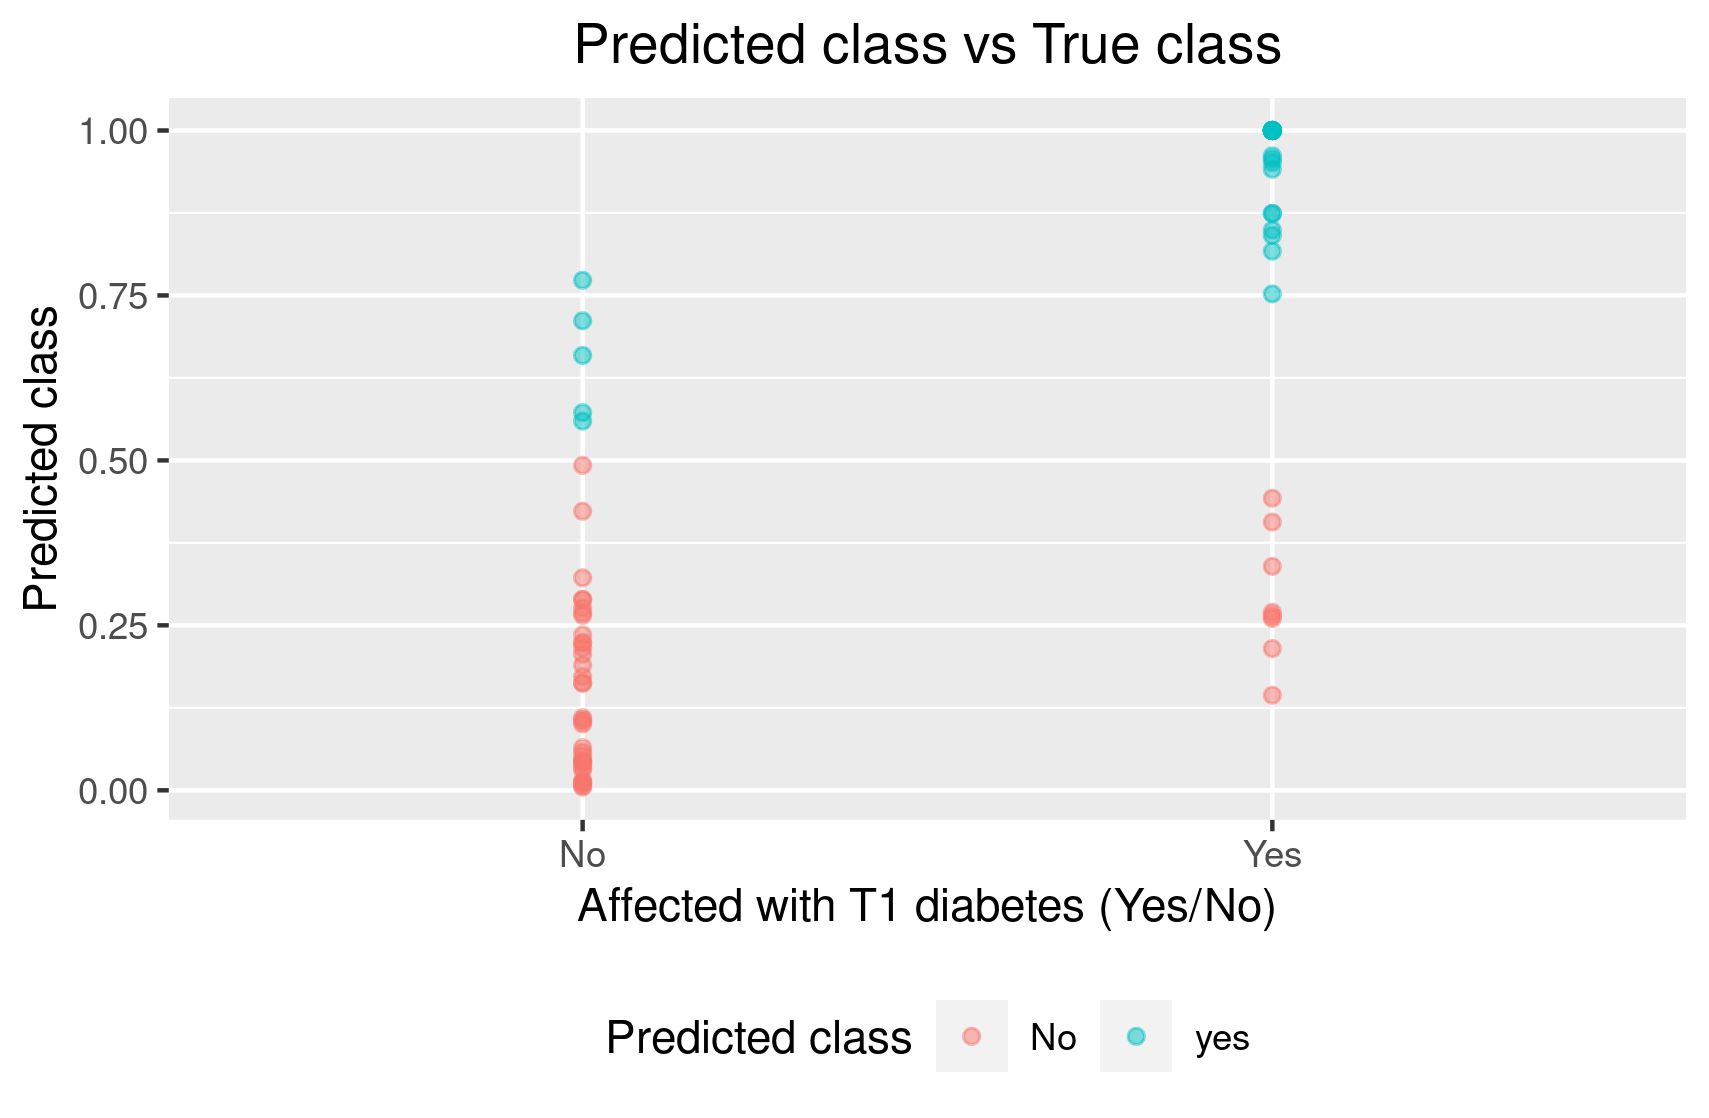 Predicted class vs True class
Predicted class
1.00
0.75
0.50
0.25
0.00
No Yes
Affected with T1 diabetes (Yes/No)
Predicted class No yes